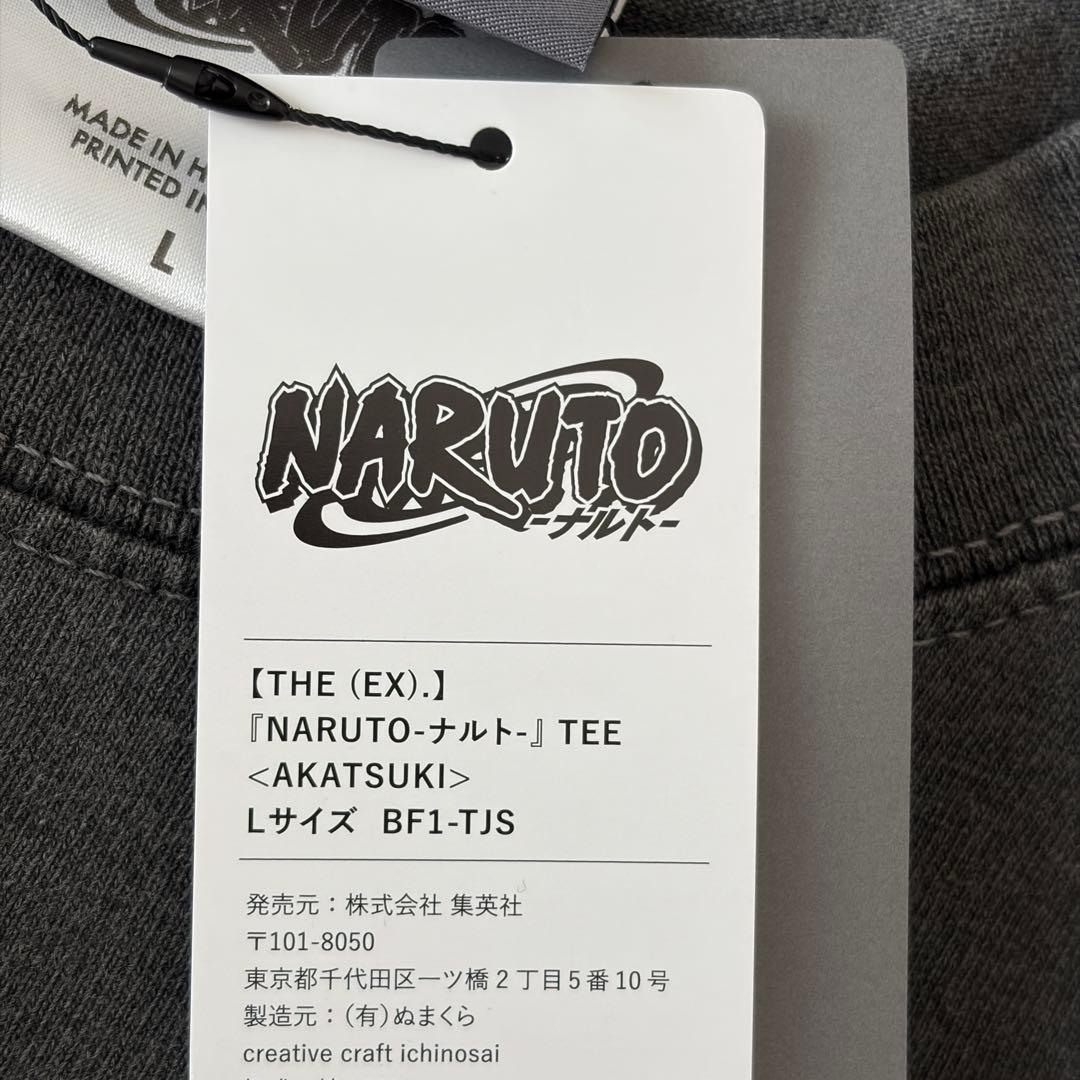 MADE IN
PRINTED
L
NARUTO
-ナルト-
【THE (EX).】
『NARUTO-ナルト-』 TEE
<AKATSUKI>
Lサイズ BF1-TJS
発売元：株式会社 集英社
〒101-8050
東京都千代田区一ツ橋2丁目5番10号
製造元：(有)ぬまくら
creative craft ichinosai